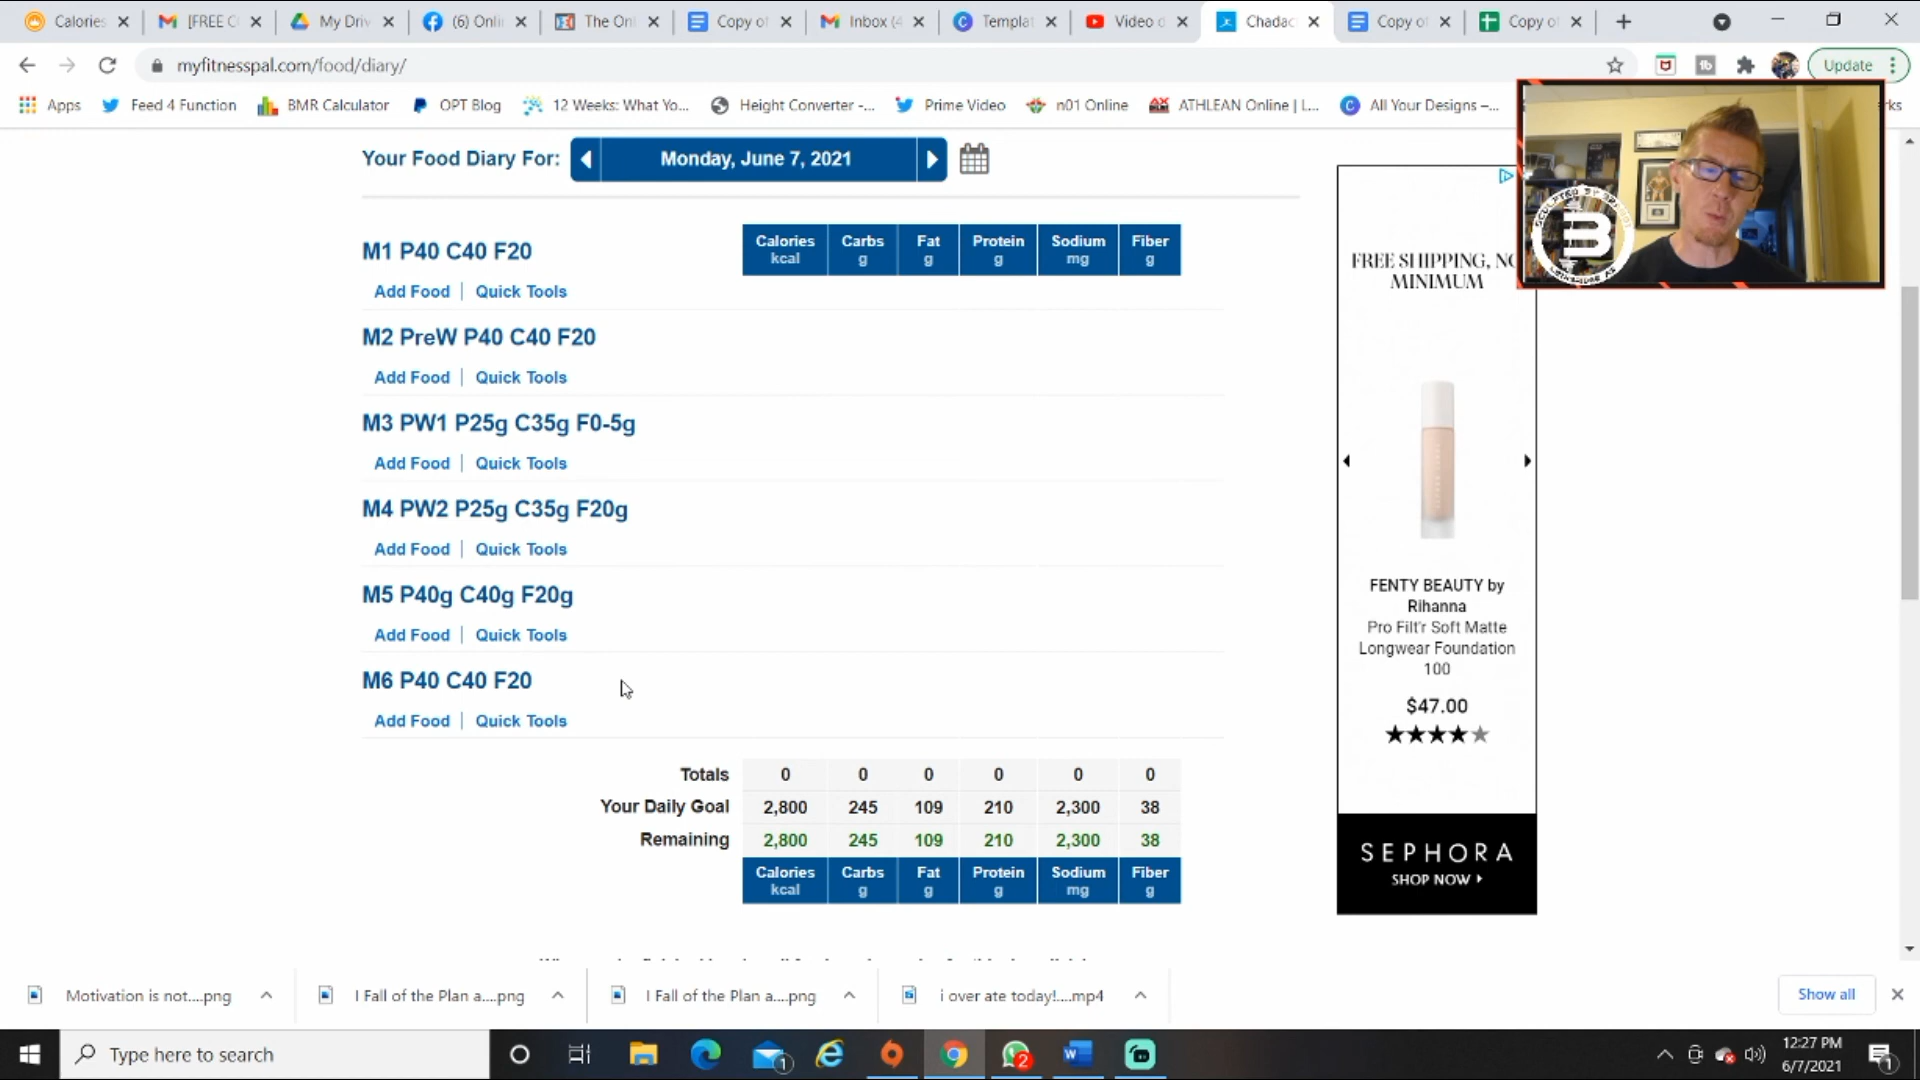 Calories
[FREE C
My Driv
(6) Onli
The Onl
Copy of
Inbox (4
Templat
Video d
Chadac
Copy of
Copy of
myfitnesspal.com/food/diary/
Update
Apps
Feed 4 Function
BMR Calculator
OPT Blog
12 Weeks: What Yo...
Height Converter -...
Prime Video
n01 Online
ATHLEAN Online | L...
All Your Designs –...
rks
Your Food Diary For:
Monday, June 7, 2021
M1 P40 C40 F20
Calories kcal
Carbs g
Fat g
Protein g
Sodium mg
Fiber g
Add Food | Quick Tools
M2 PreW P40 C40 F20
Add Food | Quick Tools
M3 PW1 P25g C35g F0-5g
Add Food | Quick Tools
M4 PW2 P25g C35g F20g
Add Food | Quick Tools
M5 P40g C40g F20g
Add Food | Quick Tools
M6 P40 C40 F20
Add Food | Quick Tools
Totals 0 0 0 0 0 0
Your Daily Goal 2,800 245 109 210 2,300 38
Remaining 2,800 245 109 210 2,300 38
Calories kcal
Carbs g
Fat g
Protein g
Sodium mg
Fiber g
FREE SHIPPING, NO
MINIMUM
FENTY BEAUTY by
Rihanna
Pro Filt'r Soft Matte
Longwear Foundation
100
$47.00
SEPHORA
SHOP NOW
Motivation is not....png
I Fall of the Plan a....png
I Fall of the Plan a....png
i over ate today!....mp4
Show all
Type here to search
12:27 PM
6/7/2021